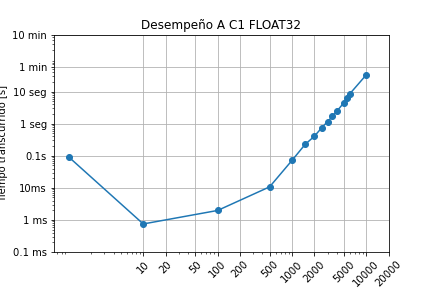 Desempeño A C1 FLOAT32
10 min
1 min
10 seg
1 seg
0.1s
10ms
1 ms
0.1 ms
transcurrido [s]
10
20
50
100
200
500
1000
2000
5000
10000
20000